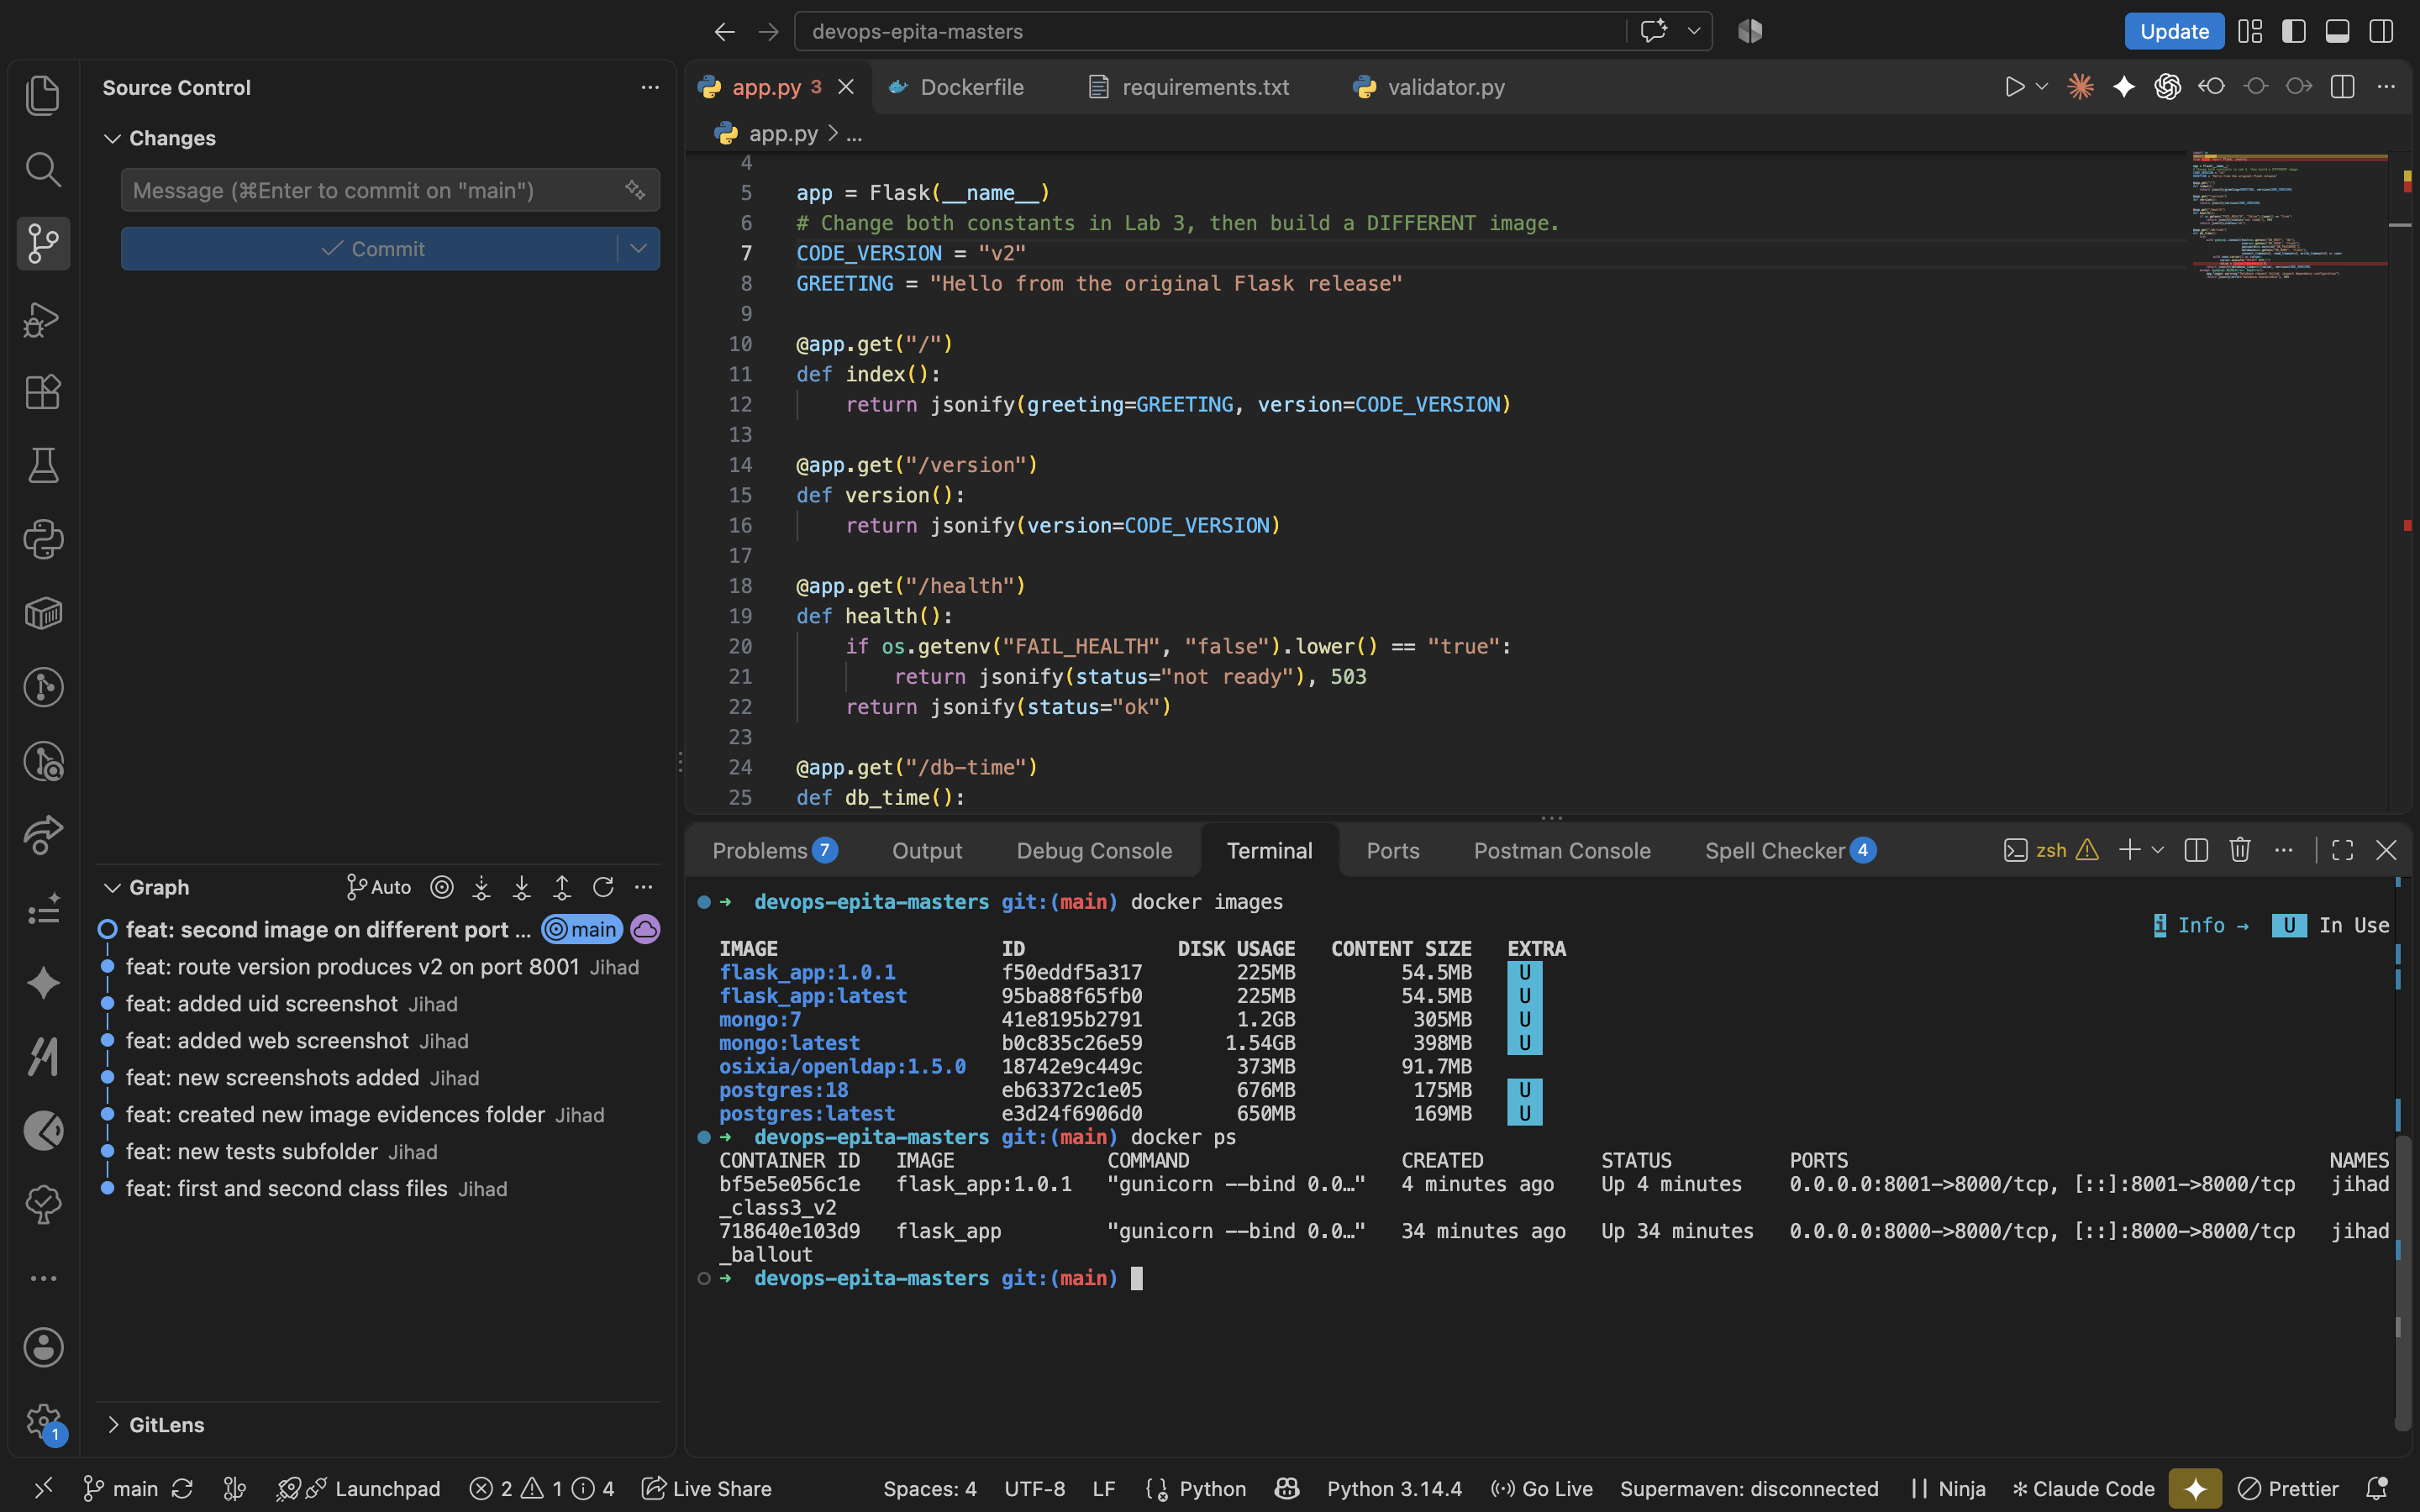 devops-epita-masters
Update
Source Control
Changes
Message (⌘Enter to commit on "main")
Commit
Graph
Auto
feat: second image on different port ... main
feat: route version produces v2 on port 8001 Jihad
feat: added uid screenshot Jihad
feat: added web screenshot Jihad
feat: new screenshots added Jihad
feat: created new image evidences folder Jihad
feat: new tests subfolder Jihad
feat: first and second class files Jihad
GitLens
1
app.py 3
Dockerfile
requirements.txt
validator.py
app.py > ...
4
5 app = Flask(__name__)
6 # Change both constants in Lab 3, then build a DIFFERENT image.
7 CODE_VERSION = "v2"
8 GREETING = "Hello from the original Flask release"
9
10 @app.get("/")
11 def index():
12 return jsonify(greeting=GREETING, version=CODE_VERSION)
13
14 @app.get("/version")
15 def version():
16 return jsonify(version=CODE_VERSION)
17
18 @app.get("/health")
19 def health():
20 if os.getenv("FAIL_HEALTH", "false").lower() == "true":
21 return jsonify(status="not ready"), 503
22 return jsonify(status="ok")
23
24 @app.get("/db-time")
25 def db_time():
Problems 7 Output Debug Console Terminal Ports Postman Console Spell Checker 4 zsh
→ devops-epita-masters git:(main) docker images
i Info → U In Use
IMAGE ID DISK USAGE CONTENT SIZE EXTRA
flask_app:1.0.1 f50eddf5a317 225MB 54.5MB U
flask_app:latest 95ba88f65fb0 225MB 54.5MB U
mongo:7 41e8195b2791 1.2GB 305MB U
mongo:latest b0c835c26e59 1.54GB 398MB U
osixia/openldap:1.5.0 18742e9c449c 373MB 91.7MB
postgres:18 eb63372c1e05 676MB 175MB U
postgres:latest e3d24f6906d0 650MB 169MB U
→ devops-epita-masters git:(main) docker ps
CONTAINER ID IMAGE COMMAND CREATED STATUS PORTS NAMES
bf5e5e056c1e flask_app:1.0.1 "gunicorn --bind 0.0…" 4 minutes ago Up 4 minutes 0.0.0.0:8001->8000/tcp, [::]:8001->8000/tcp jihad
_class3_v2
718640e103d9 flask_app "gunicorn --bind 0.0…" 34 minutes ago Up 34 minutes 0.0.0.0:8000->8000/tcp, [::]:8000->8000/tcp jihad
_ballout
→ devops-epita-masters git:(main)
main Launchpad 2 1 4 Live Share Spaces: 4 UTF-8 LF Python Python 3.14.4 Go Live Supermaven: disconnected Ninja Claude Code Prettier